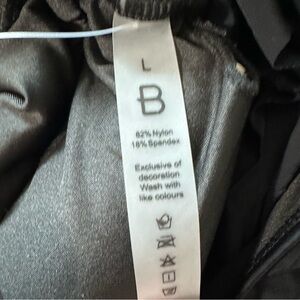 L
B
82% Nylon
18% Spandex
Exclusive of
decoration
Wash with
like colours